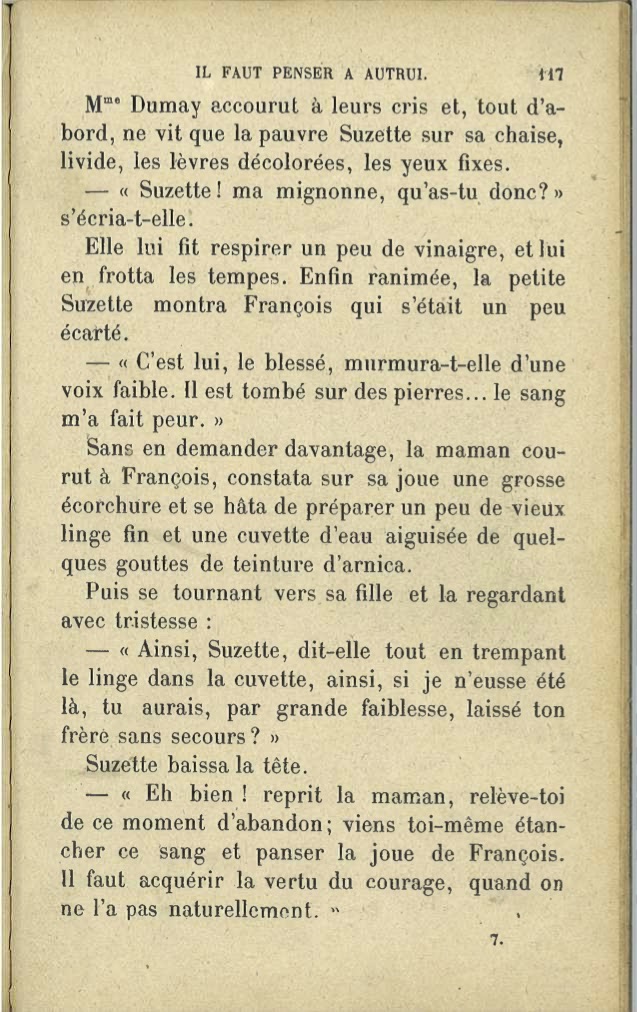 IL FAUT PENSER A AUTRUI. 117
Mme Dumay accourut à leurs cris et, tout d'a-
bord, ne vit que la pauvre Suzette sur sa chaise,
livide, les lèvres décolorées, les yeux fixes.
— « Suzette ! ma mignonne, qu'as-tu donc? »
s'écria-t-elle.
Elle lui fit respirer un peu de vinaigre, et lui
en frotta les tempes. Enfin ranimée, la petite
Suzette montra François qui s'était un peu
écarté.
— « C'est lui, le blessé, murmura-t-elle d'une
voix faible. Il est tombé sur des pierres... le sang
m'a fait peur. »
Sans en demander davantage, la maman cou-
rut à François, constata sur sa joue une grosse
écorchure et se hâta de préparer un peu de vieux
linge fin et une cuvette d'eau aiguisée de quel-
ques gouttes de teinture d'arnica.
Puis se tournant vers sa fille et la regardant
avec tristesse :
— « Ainsi, Suzette, dit-elle tout en trempant
le linge dans la cuvette, ainsi, si je n'eusse été
là, tu aurais, par grande faiblesse, laissé ton
frère sans secours ? »
Suzette baissa la tête.
— « Eh bien ! reprit la maman, relève-toi
de ce moment d'abandon; viens toi-même étan-
cher ce sang et panser la joue de François.
Il faut acquérir la vertu du courage, quand on
ne l'a pas naturellement. »
7.